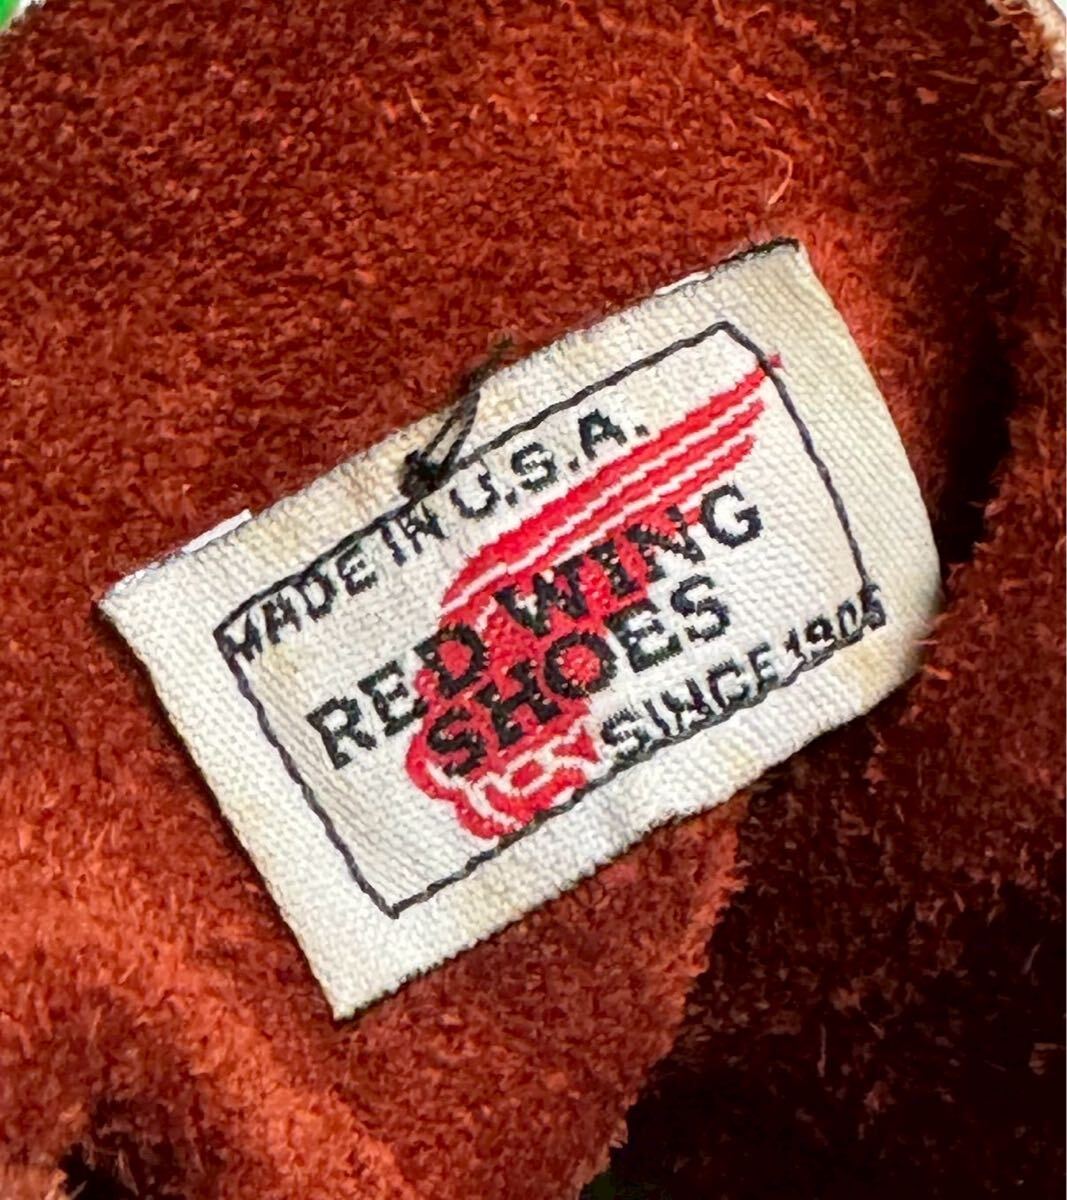 MADE IN U.S.A.
RED WING
SHOES
SINCE 1905